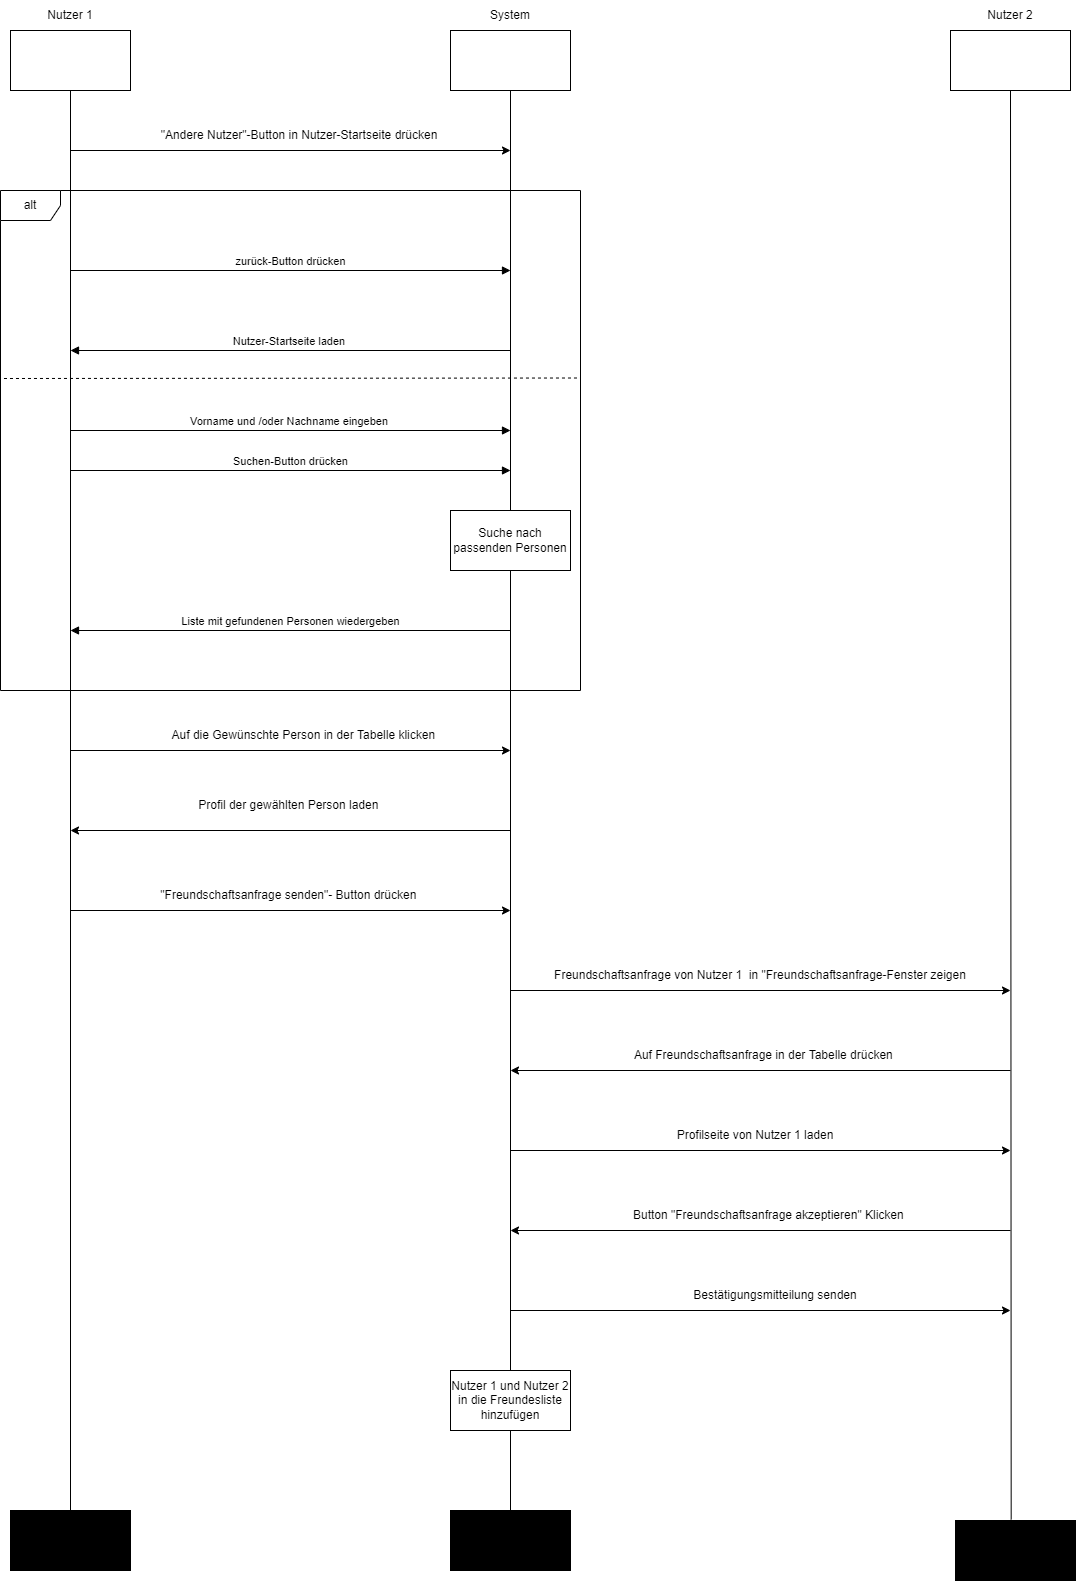 Nutzer 1
System
Nutzer 2
"Andere Nutzer"-Button in Nutzer-Startseite drücken
alt
zurück-Button drücken
Nutzer-Startseite laden
Vorname und /oder Nachname eingeben
Suchen-Button drücken
Suche nach
passenden Personen
Liste mit gefundenen Personen wiedergeben
Auf die Gewünschte Person in der Tabelle klicken
Profil der gewählten Person laden
"Freundschaftsanfrage senden"- Button drücken
Freundschaftsanfrage von Nutzer 1  in "Freundschaftsanfrage-Fenster zeigen
Auf Freundschaftsanfrage in der Tabelle drücken
Profilseite von Nutzer 1 laden
Button "Freundschaftsanfrage akzeptieren" Klicken
Bestätigungsmitteilung senden
Nutzer 1 und Nutzer 2
in die Freundesliste
hinzufügen